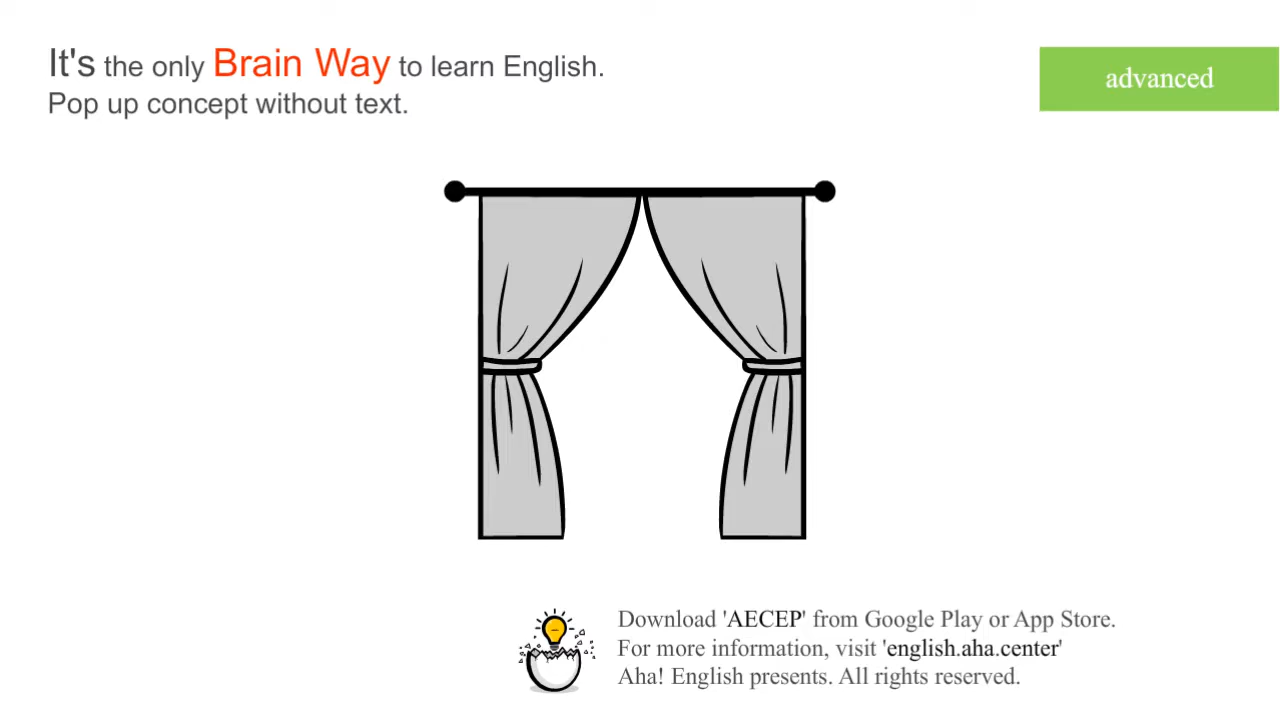 It's the only Brain Way to learn English.
Pop up concept without text.
advanced
Download 'AECEP' from Google Play or App Store.
For more information, visit 'english.aha.center'
Aha! English presents. All rights reserved.